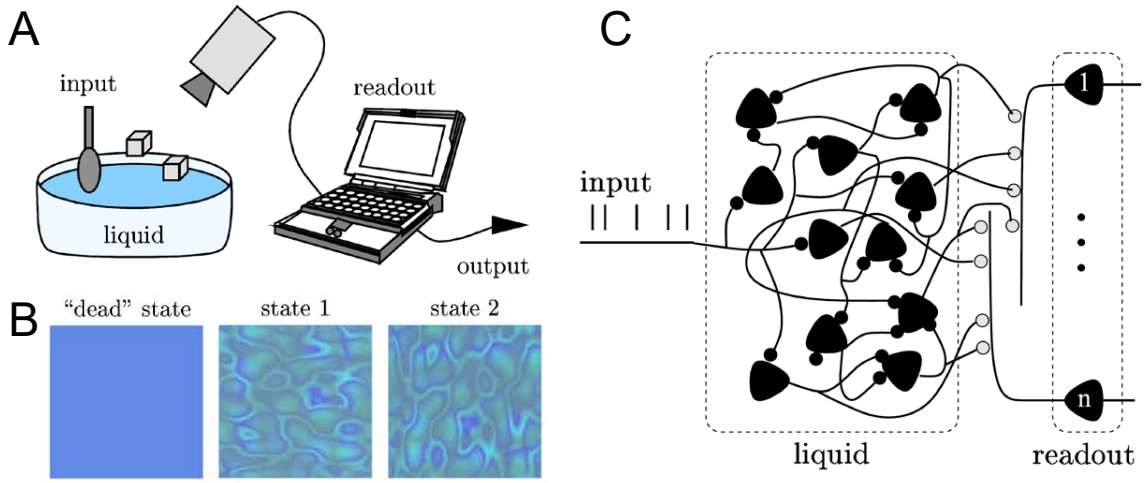 A
input
readout
liquid
output
B
“dead” state
state 1
state 2
C
input
1
n
liquid
readout